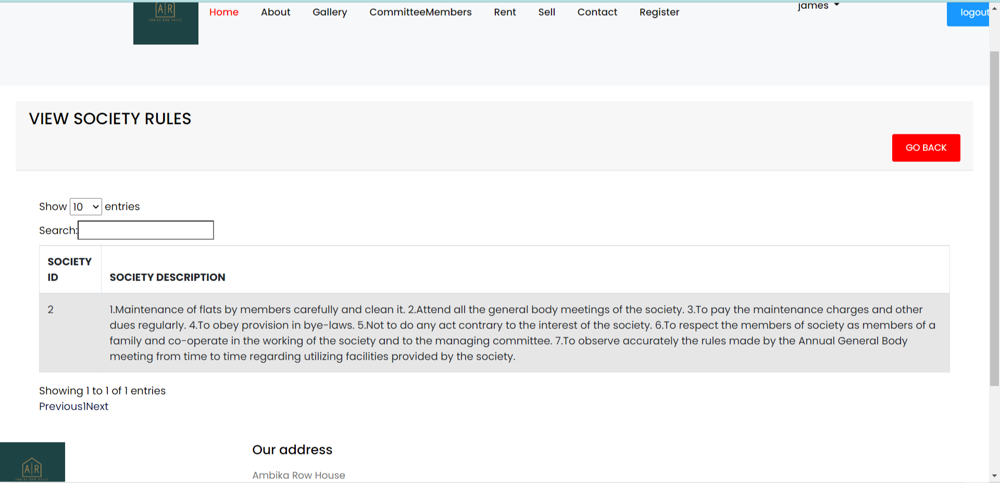 A|R
AMBIKA ROW HOUSE
Home About Gallery CommitteeMembers Rent Sell Contact Register james logout
VIEW SOCIETY RULES
GO BACK
Show 10 entries
Search:
SOCIETY
ID
SOCIETY DESCRIPTION
2
1.Maintenance of flats by members carefully and clean it. 2.Attend all the general body meetings of the society. 3.To pay the maintenance charges and other
dues regularly. 4.To obey provision in bye-laws. 5.Not to do any act contrary to the interest of the society. 6.To respect the members of society as members of a
family and co-operate in the working of the society and to the managing committee. 7.To observe accurately the rules made by the Annual General Body
meeting from time to time regarding utilizing facilities provided by the society.
Showing 1 to 1 of 1 entries
Previous1Next
A|R
AMBIKA ROW HOUSE
Our address
Ambika Row House